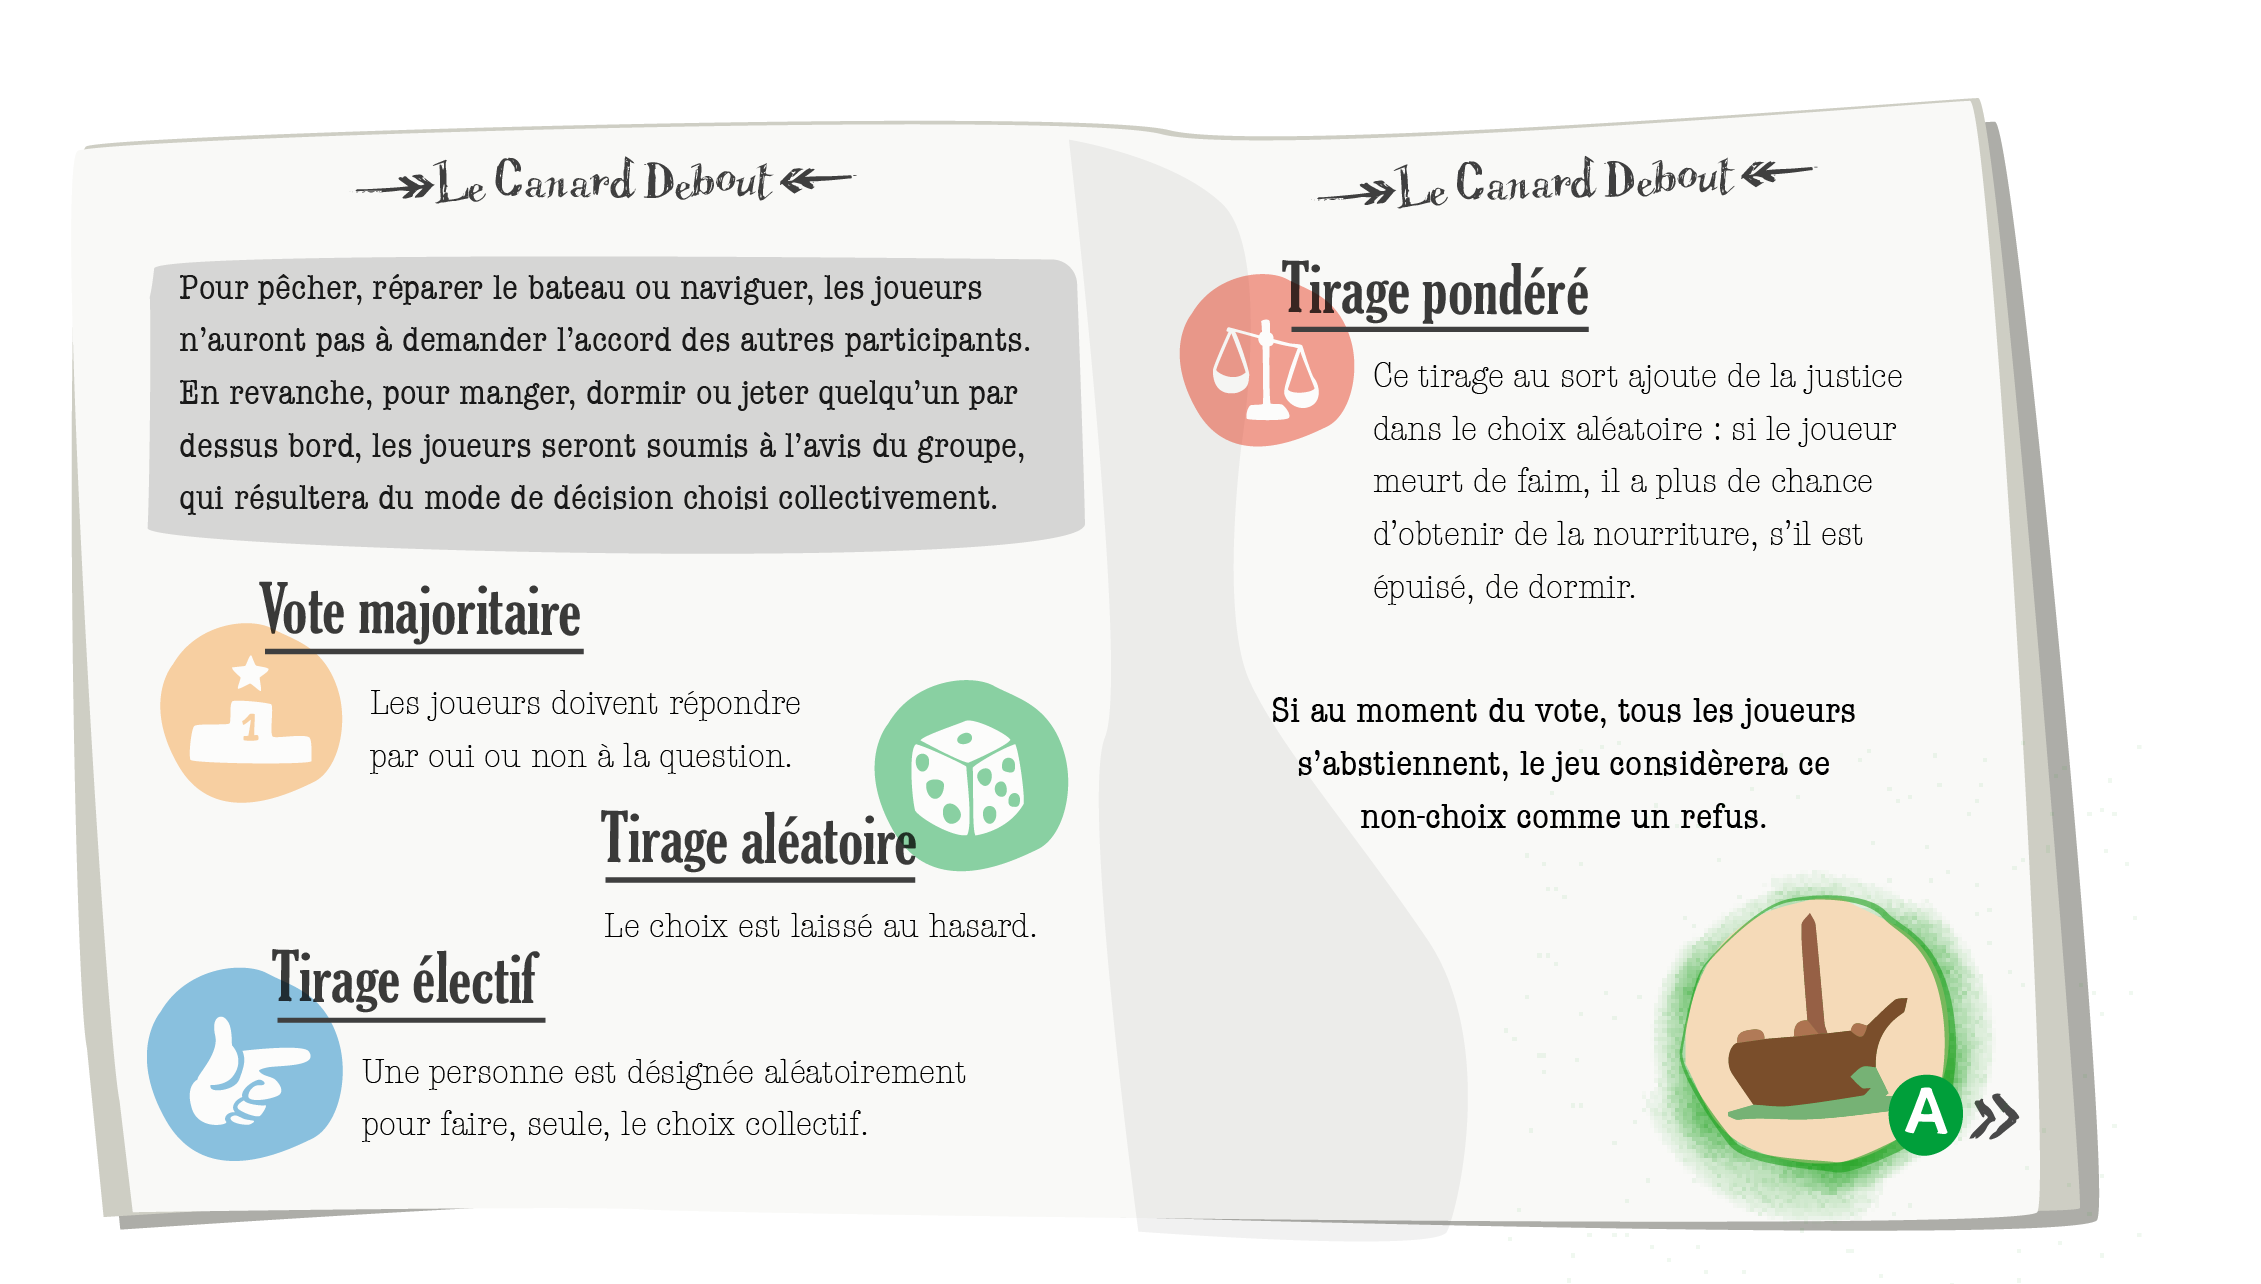 Le Canard Debout
Pour pêcher, réparer le bateau ou naviguer, les joueurs
n’auront pas à demander l’accord des autres participants.
En revanche, pour manger, dormir ou jeter quelqu’un par
dessus bord, les joueurs seront soumis à l’avis du groupe,
qui résultera du mode de décision choisi collectivement.
Vote majoritaire
1
Les joueurs doivent répondre
par oui ou non à la question.
Tirage aléatoire
Le choix est laissé au hasard.
Tirage électif
Une personne est désignée aléatoirement
pour faire, seule, le choix collectif.
Le Canard Debout
Tirage pondéré
Ce tirage au sort ajoute de la justice
dans le choix aléatoire : si le joueur
meurt de faim, il a plus de chance
d’obtenir de la nourriture, s’il est
épuisé, de dormir.
Si au moment du vote, tous les joueurs
s’abstiennent, le jeu considèrera ce
non-choix comme un refus.
A